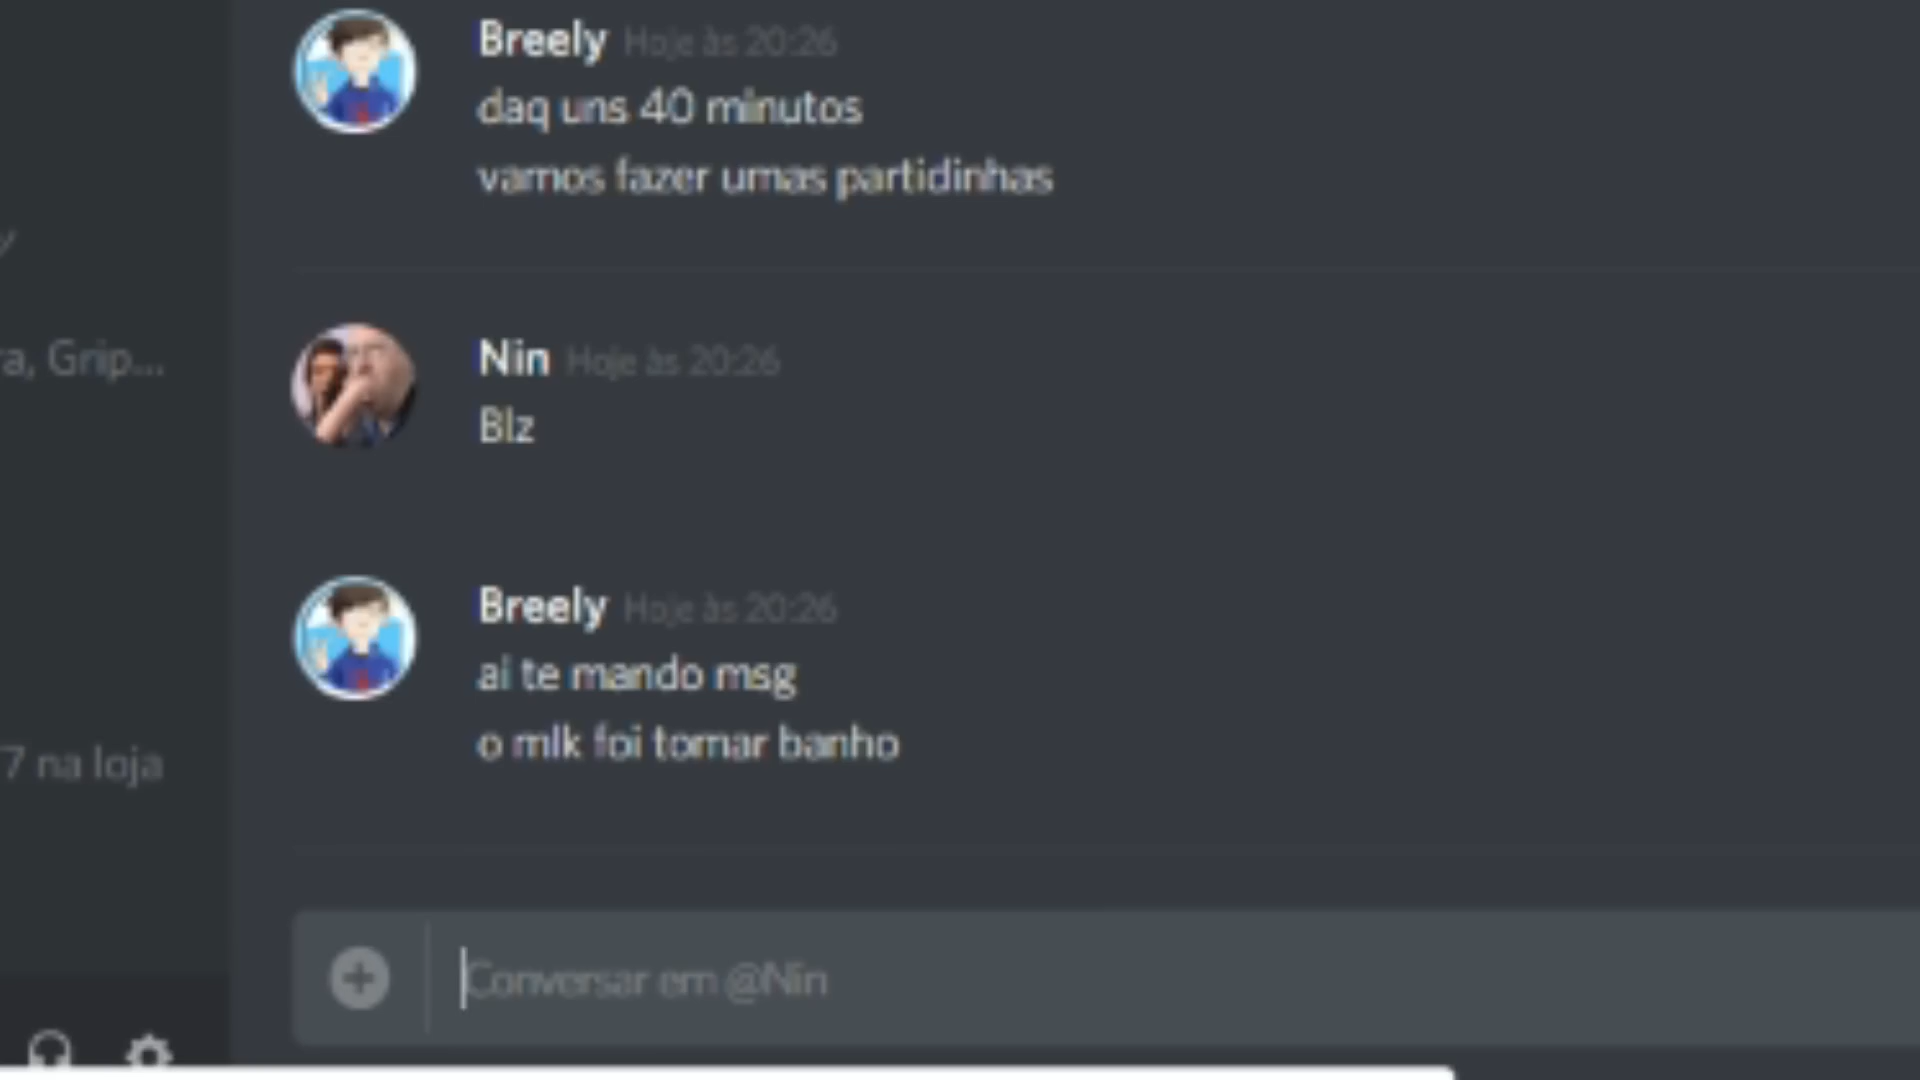 Breely Hoje às 20:26
daq uns 40 minutos
vamos fazer umas partidinhas
ra, Grip...
Nin Hoje às 20:26
Blz
Breely Hoje às 20:26
ai te mando msg
o mlk foi tomar banho
7 na loja
Conversar em @Nin